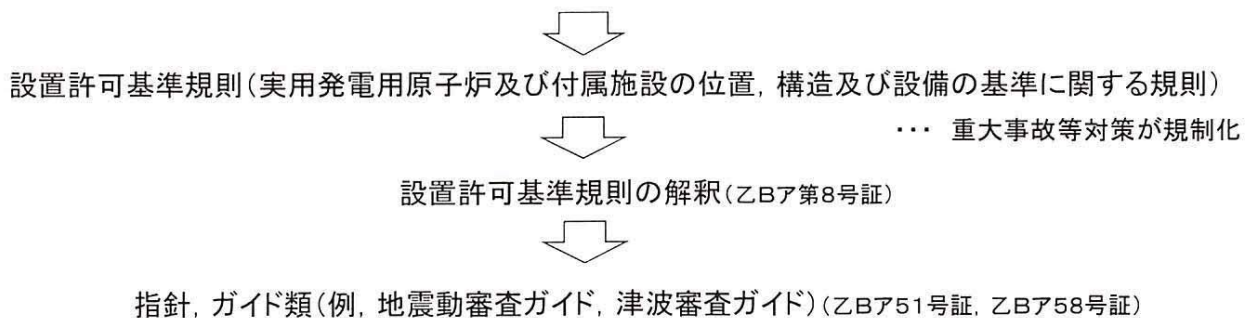 設置許可基準規則(実用発電用原子炉及び付属施設の位置, 構造及び設備の基準に関する規則)
・・・ 重大事故等対策が規制化
設置許可基準規則の解釈(乙Bア第8号証)
指針, ガイド類(例, 地震動審査ガイド, 津波審査ガイド)(乙Bア51号証, 乙Bア58号証)